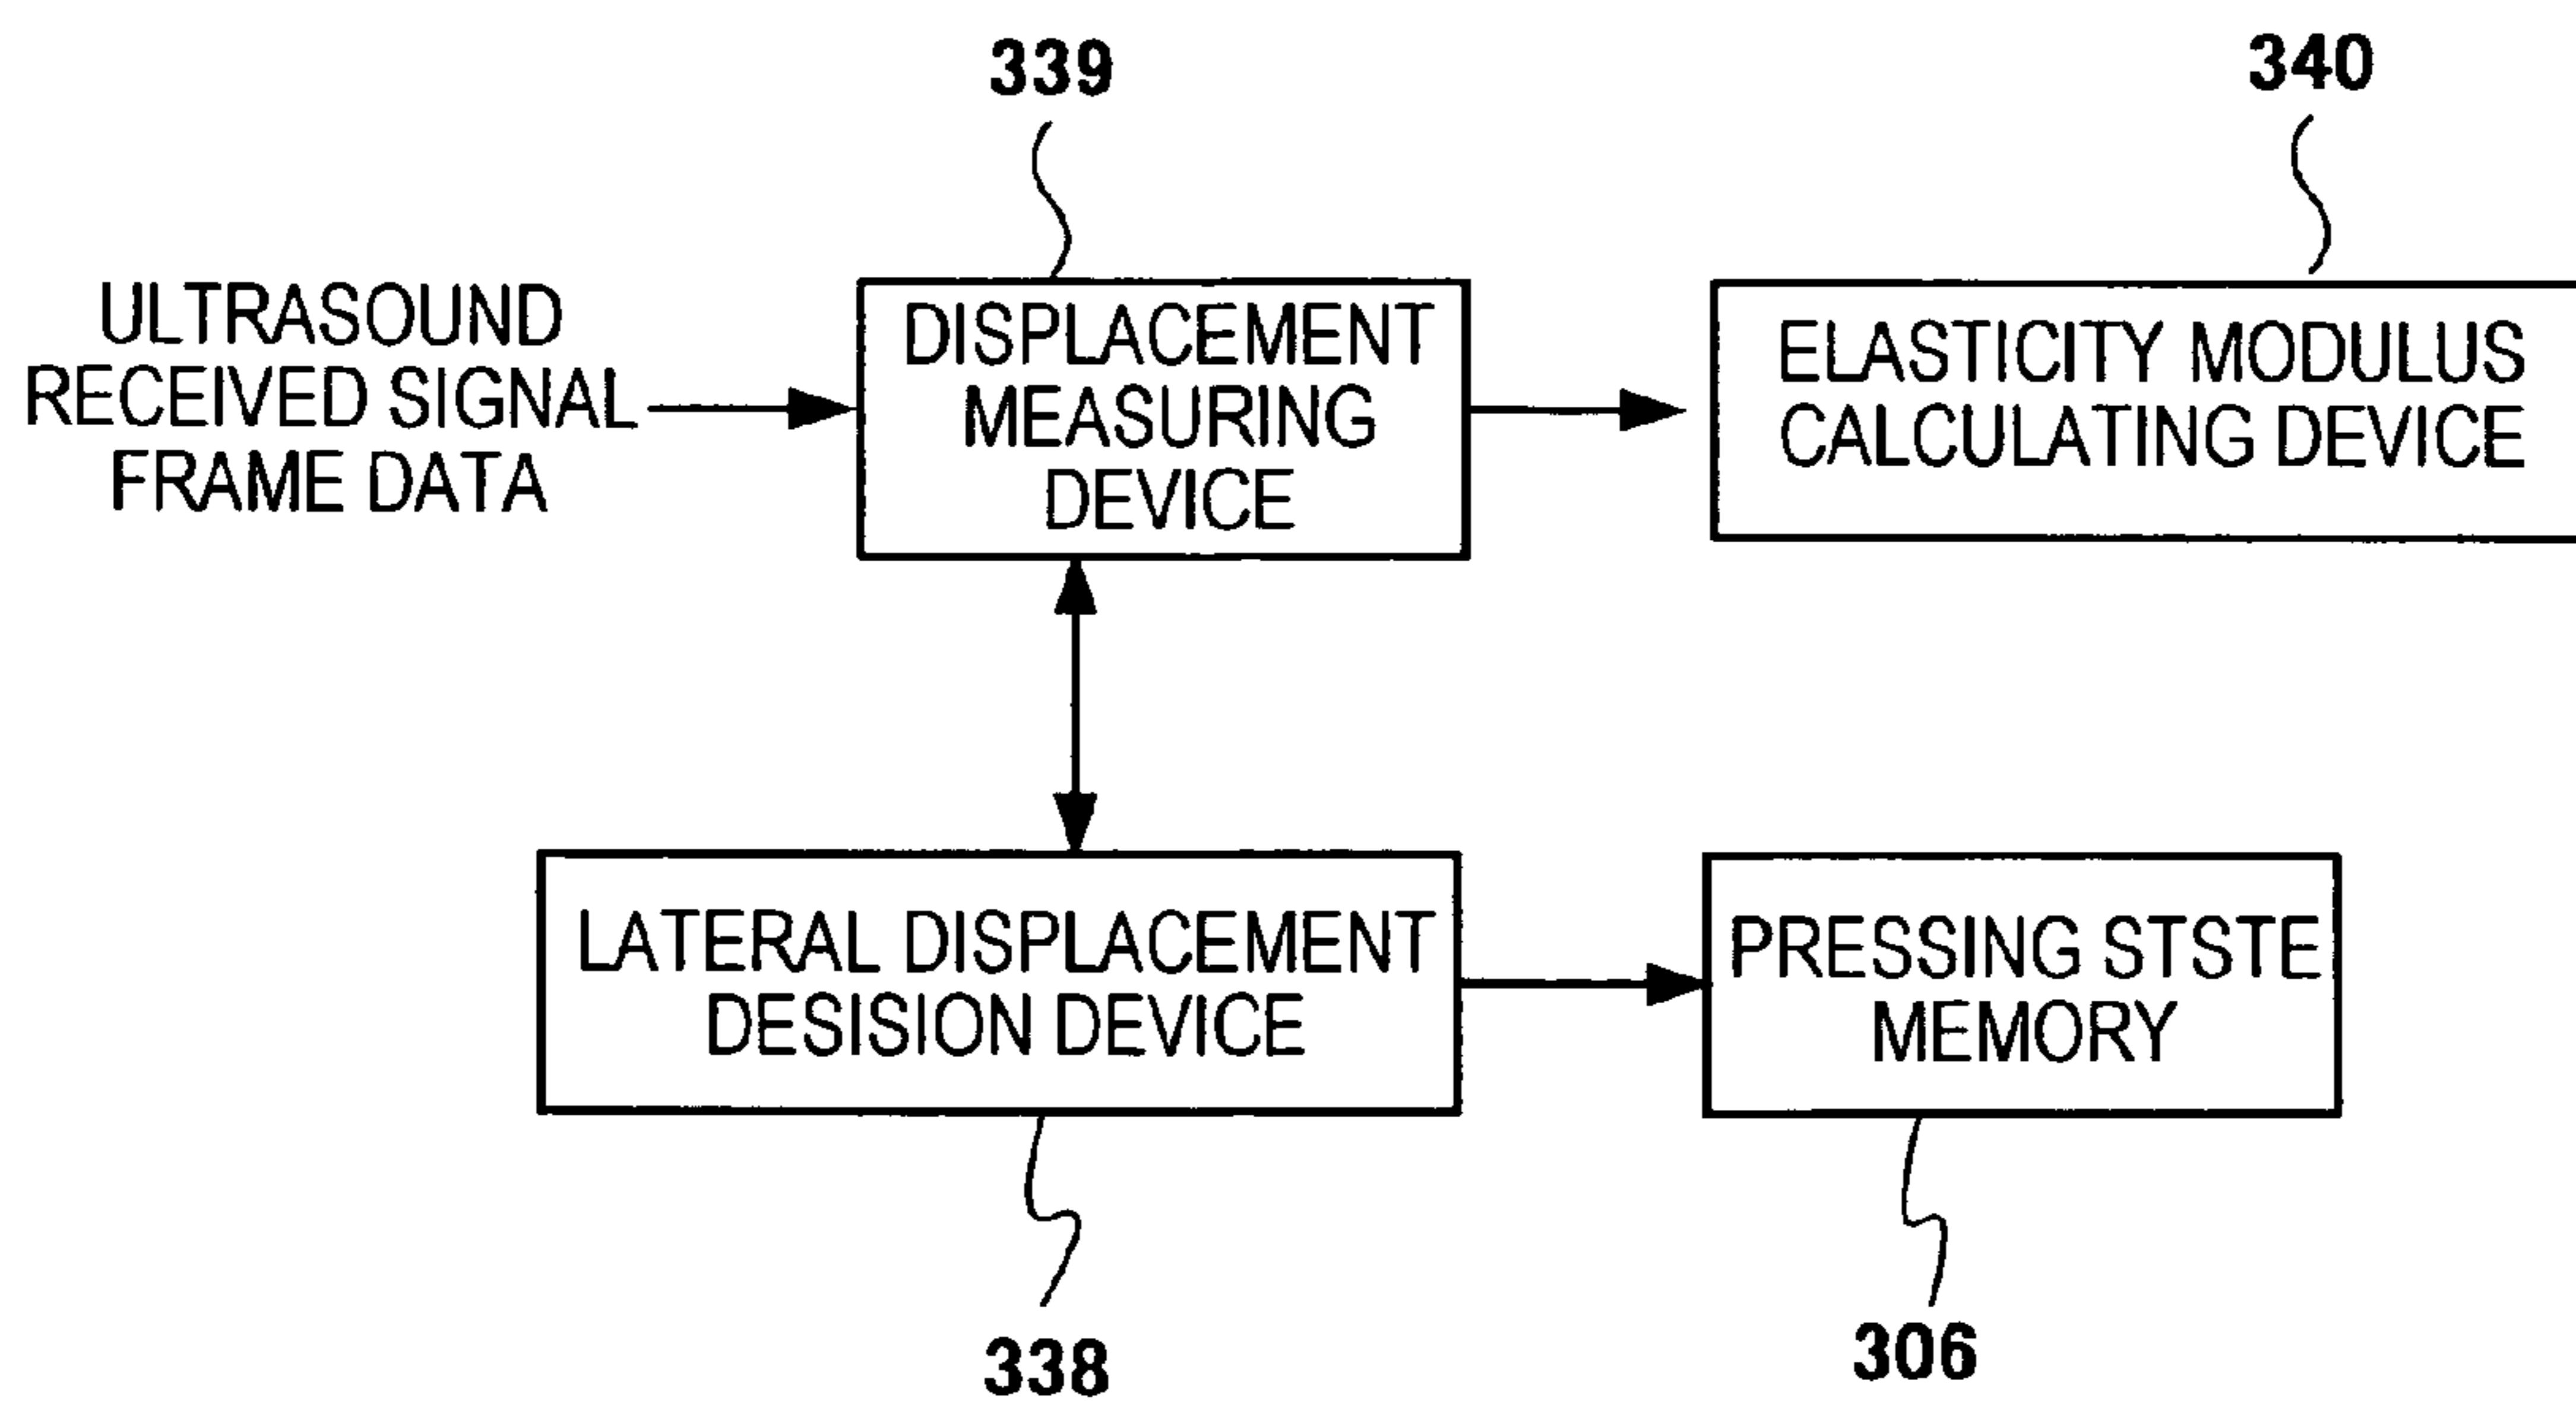 339
340
ULTRASOUND
RECEIVED SIGNAL
FRAME DATA
DISPLACEMENT
MEASURING
DEVICE
ELASTICITY MODULUS
CALCULATING DEVICE
LATERAL DISPLACEMENT
DESISION DEVICE
PRESSING STSTE
MEMORY
338
306